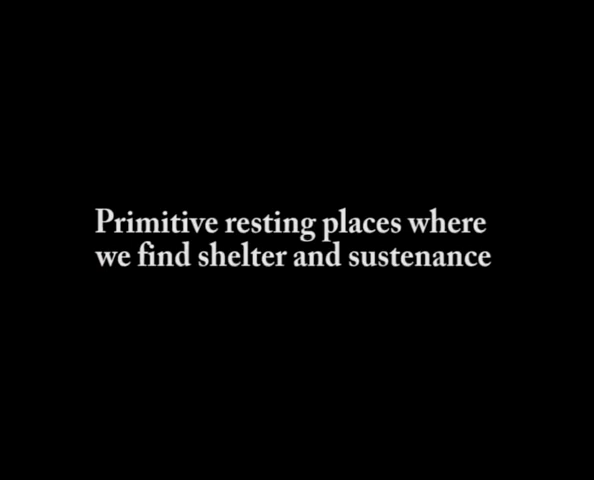 Primitive resting places where
we find shelter and sustenance